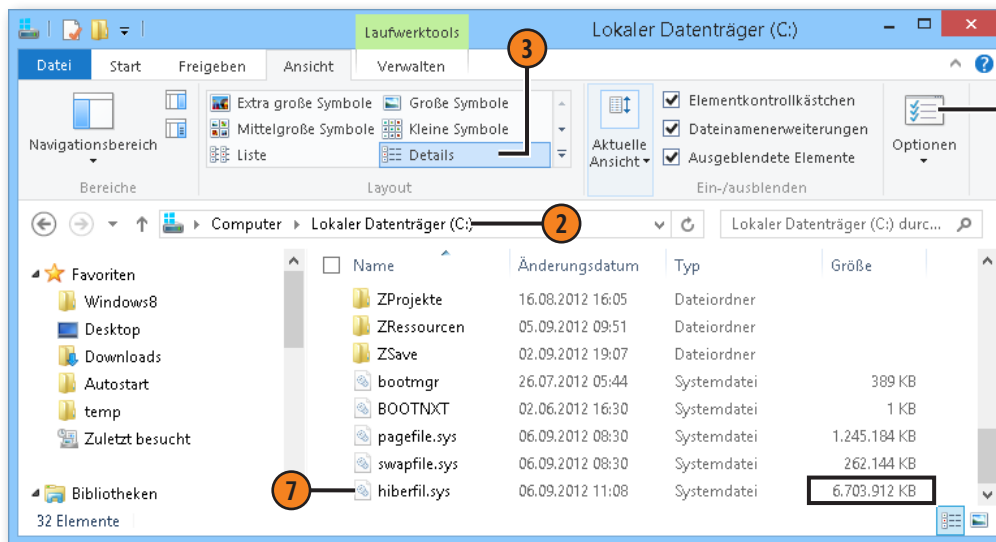 Laufwerktools
Lokaler Datenträger (C:)
3
Datei Start Freigeben Ansicht Verwalten
Extra große Symbole Große Symbole
Mittelgroße Symbole Kleine Symbole
Liste Details
Navigationsbereich
Aktuelle
Ansicht
Elementkontrollkästchen
Dateinamenerweiterungen
Ausgeblendete Elemente
Optionen
Bereiche Layout Ein-/ausblenden
Computer Lokaler Datenträger (C:) 2 Lokaler Datenträger (C:) durc...
Favoriten
Windows8
Desktop
Downloads
Autostart
temp
Zuletzt besucht
Bibliotheken
Name Änderungsdatum Typ Größe
ZProjekte 16.08.2012 16:05 Dateiordner
ZRessourcen 05.09.2012 09:51 Dateiordner
ZSave 02.09.2012 19:07 Dateiordner
bootmgr 26.07.2012 05:44 Systemdatei 389 KB
BOOTNXT 02.06.2012 16:30 Systemdatei 1 KB
pagefile.sys 06.09.2012 08:30 Systemdatei 1.245.184 KB
swapfile.sys 06.09.2012 08:30 Systemdatei 262.144 KB
7 hiberfil.sys 06.09.2012 11:08 Systemdatei 6.703.912 KB
32 Elemente